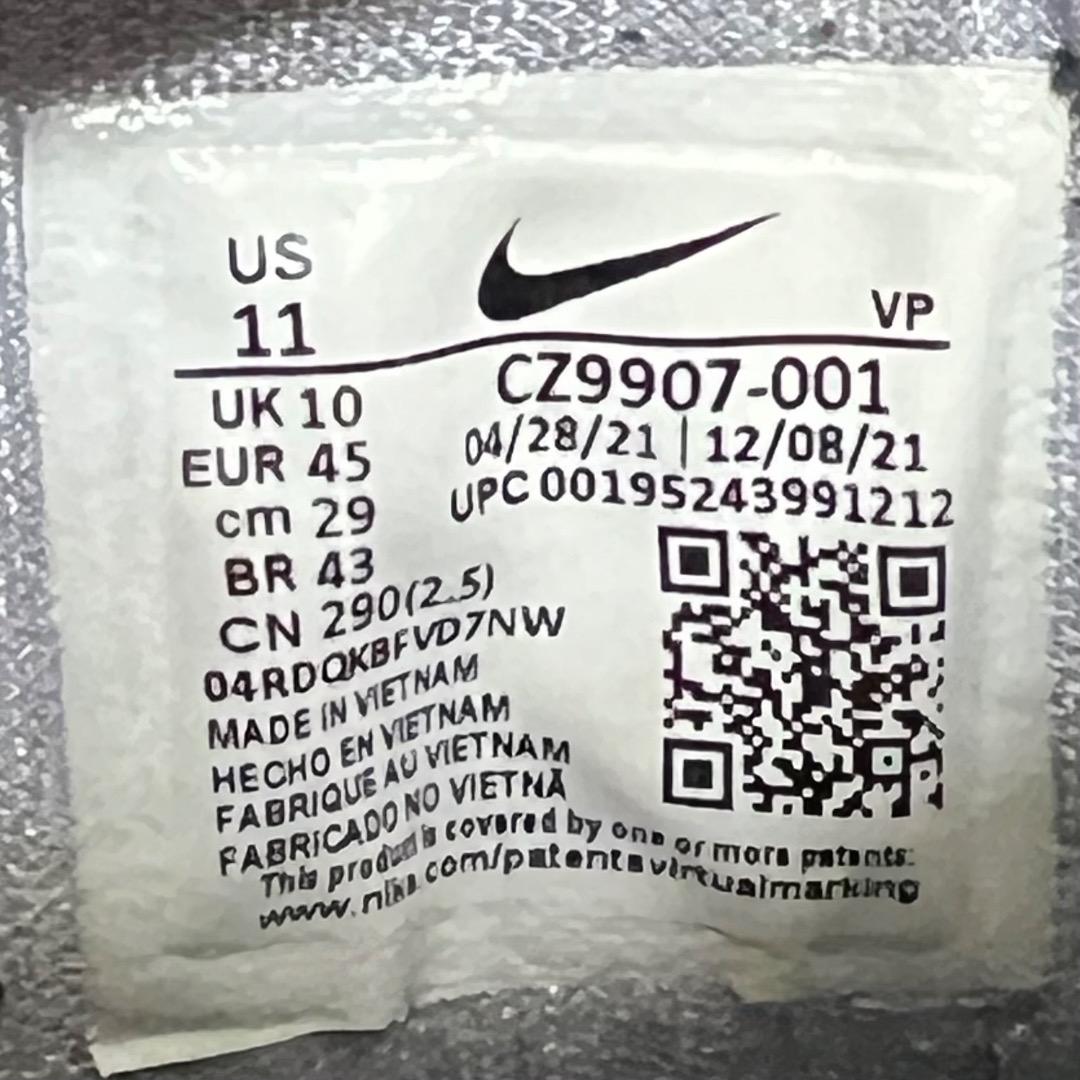 US
11
VP
CZ9907-001
UK 10
04/28/21 | 12/08/21
EUR 45
UPC 00195243991212
cm 29
BR 43
CN 290(2.5)
04RDQKBFVD7NW
MADE IN VIETNAM
HECHO EN VIETNAM
FABRIQUE AU VIETNAM
FABRICADO NO VIETNÃ
This product is covered by one or more patents:
www.nike.com/patentsvirtualmarking